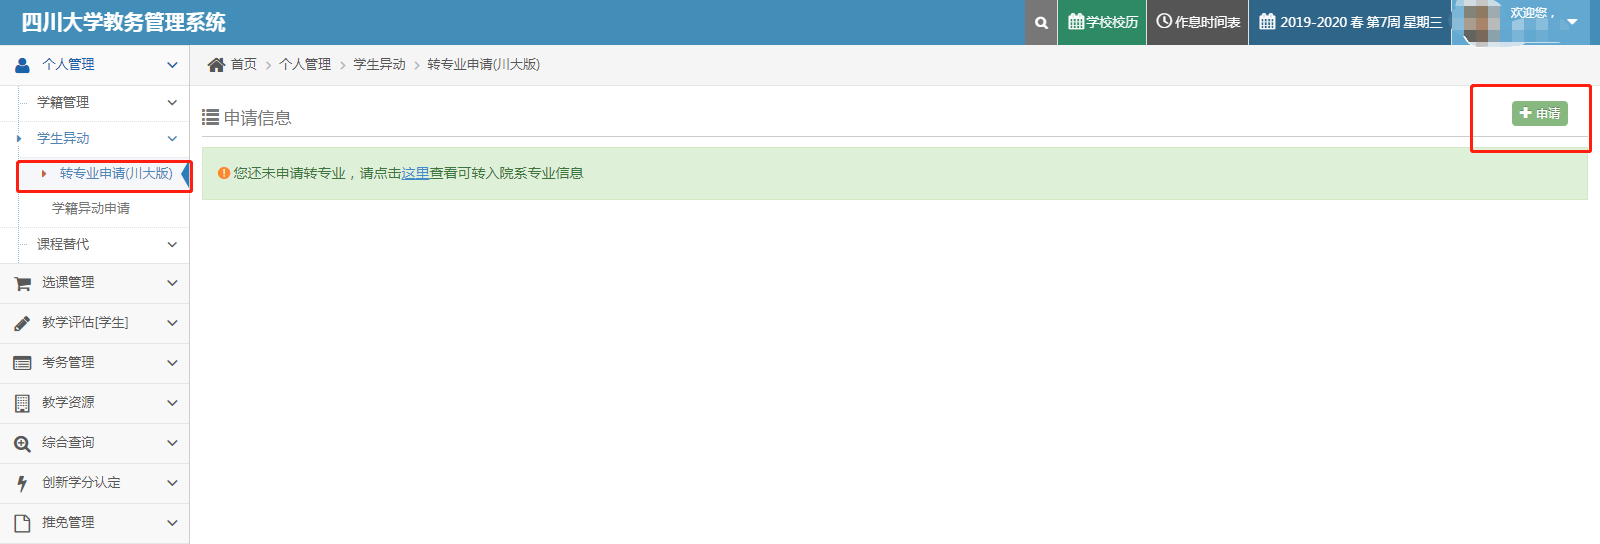 四川大学教务管理系统
学校校历
作息时间表
2019-2020 春 第7周 星期三
欢迎您，
个人管理
学籍管理
学生异动
转专业申请(川大版)
学籍异动申请
课程替代
选课管理
教学评估[学生]
考务管理
教学资源
综合查询
创新学分认定
推免管理
首页 > 个人管理 > 学生异动 > 转专业申请(川大版)
申请信息
申请
您还未申请转专业，请点击这里查看可转入院系专业信息